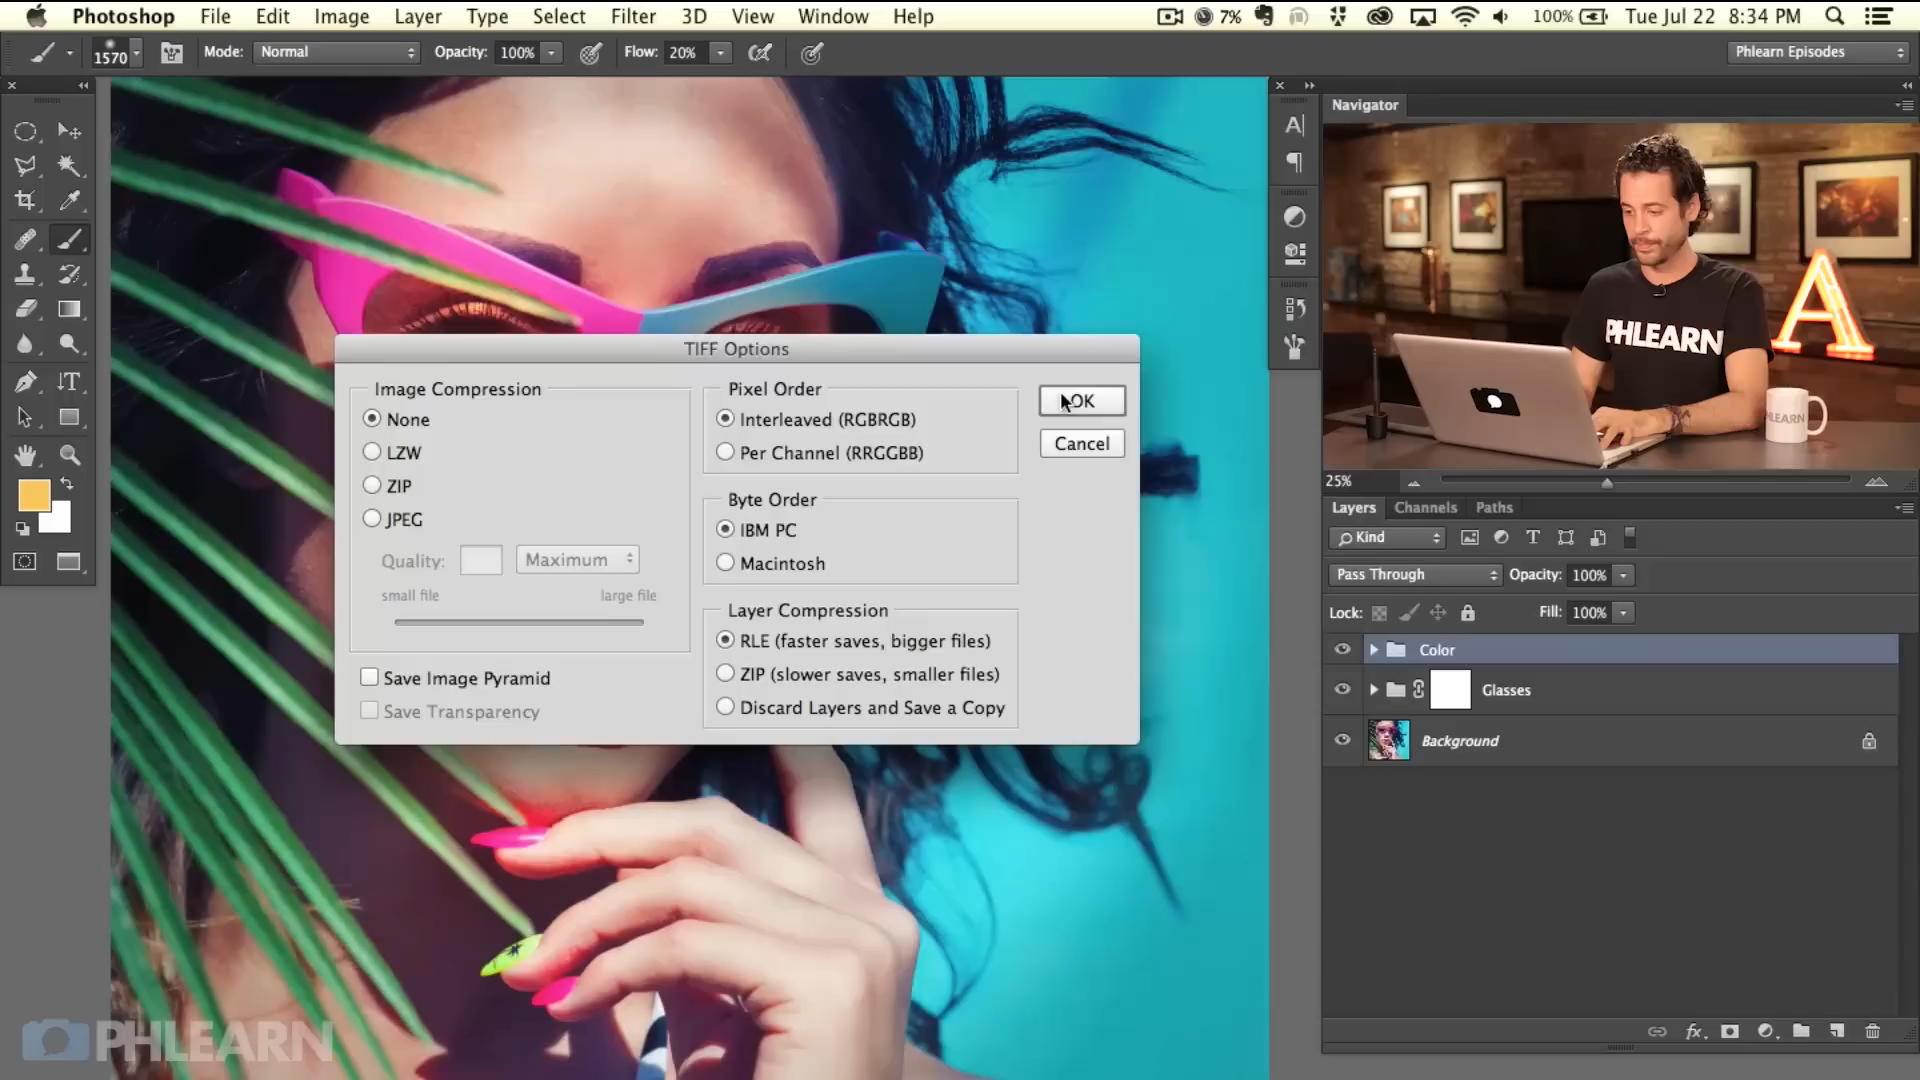 Photoshop File Edit Image Layer Type Select Filter 3D View Window Help 7% 100% Tue Jul 22 8:34 PM
1570 Mode: Normal Opacity: 100% Flow: 20% Phlearn Episodes
Navigator
A
PHLEARN
PHLEARN
25%
TIFF Options
Image Compression
None
LZW
ZIP
JPEG
Quality: Maximum
small file large file
Save Image Pyramid
Save Transparency
Pixel Order
Interleaved (RGBRGB)
Per Channel (RRGGBB)
Byte Order
IBM PC
Macintosh
Layer Compression
RLE (faster saves, bigger files)
ZIP (slower saves, smaller files)
Discard Layers and Save a Copy
OK
Cancel
Layers Channels Paths
Kind
Pass Through Opacity: 100%
Lock: Fill: 100%
Color
Glasses
Background
fx
PHLEARN